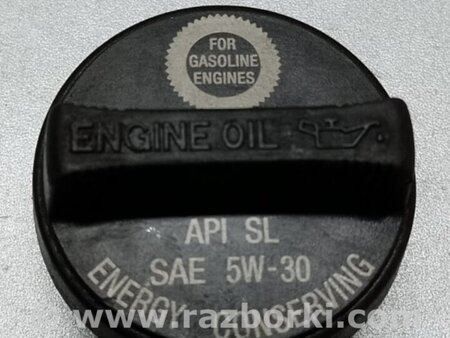 FOR
GASOLINE
ENGINES
ENGINE OIL
API SL
SAE 5W-30
ENERGY CONSERVING
www.razborki.com